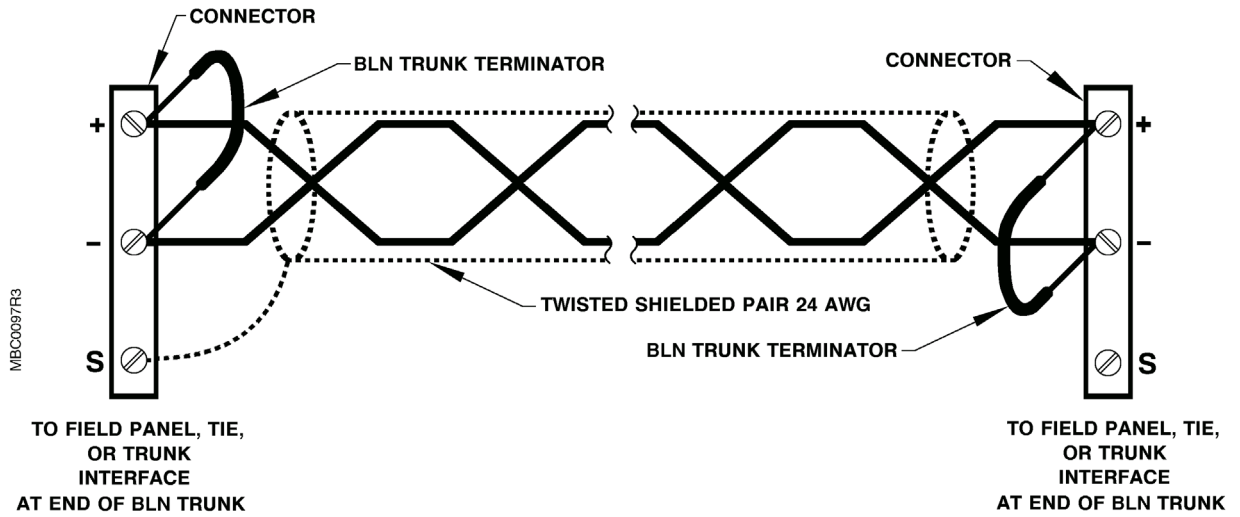 CONNECTOR
BLN TRUNK TERMINATOR
CONNECTOR
+
+
–
–
TWISTED SHIELDED PAIR 24 AWG
BLN TRUNK TERMINATOR
S
S
MBC0097R3
TO FIELD PANEL, TIE,
OR TRUNK
INTERFACE
AT END OF BLN TRUNK
TO FIELD PANEL, TIE,
OR TRUNK
INTERFACE
AT END OF BLN TRUNK